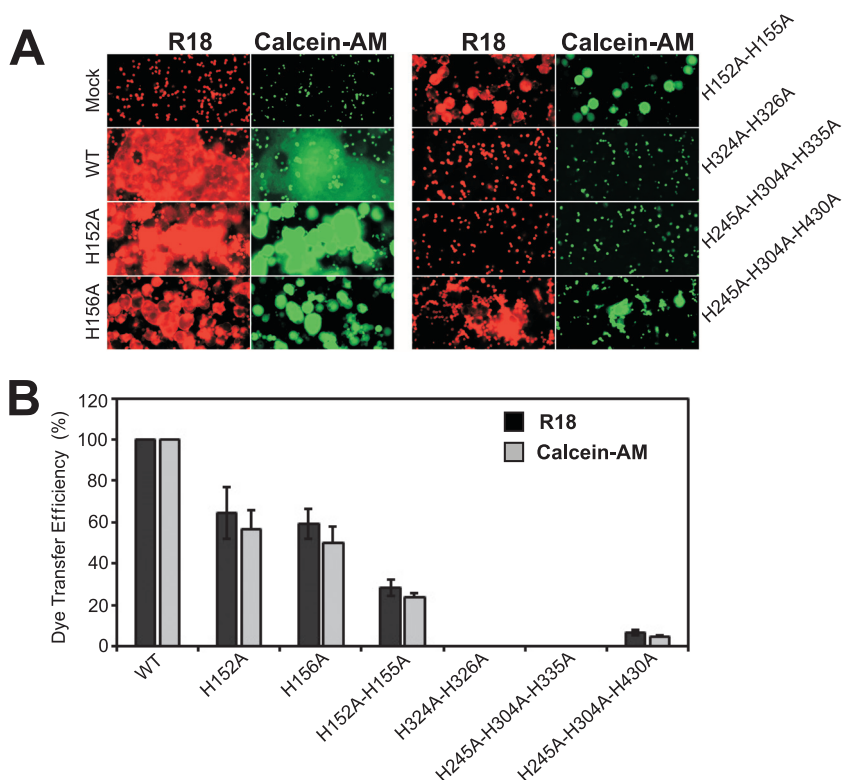 A
R18 Calcein-AM R18 Calcein-AM
Mock
WT
H152A
H156A
H152A-H155A
H324A-H326A
H245A-H304A-H335A
H245A-H304A-H430A
B
Dye Transfer Efficiency (%)
120
100
80
60
40
20
0
R18
Calcein-AM
WT
H152A
H156A
H152A-H155A
H324A-H326A
H245A-H304A-H335A
H245A-H304A-H430A